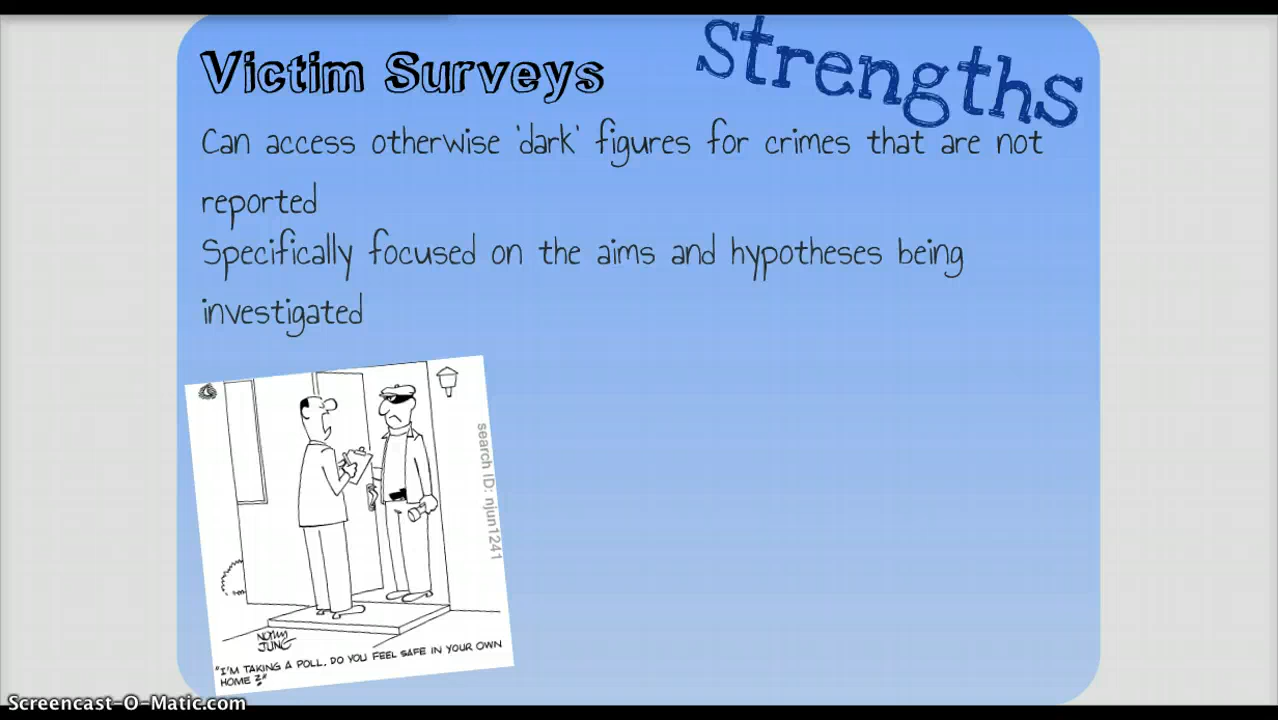 Strengths
Victim Surveys
Can access otherwise 'dark' figures for crimes that are not
reported
Specifically focused on the aims and hypotheses being
investigated
search ID: njun1241
NORMAN
JUNG
"I'M TAKING A POLL. DO YOU FEEL SAFE IN YOUR OWN
HOME?"
Screencast-O-Matic.com